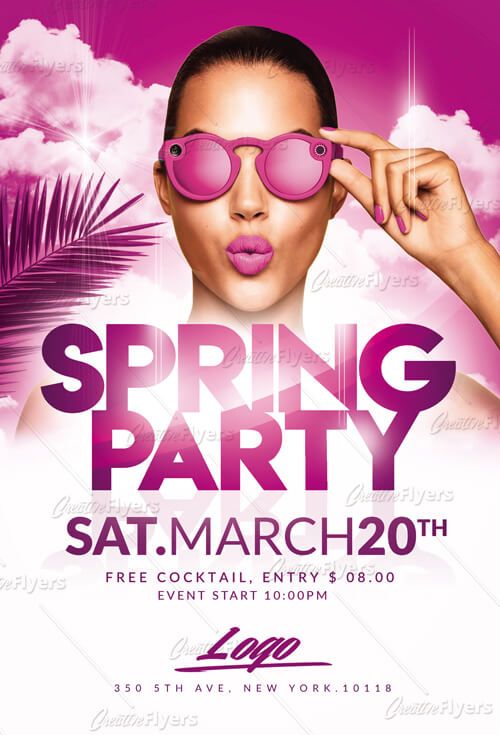 SPRING
PARTY
SAT.MARCH20TH
FREE COCKTAIL, ENTRY $ 08.00
EVENT START 10:00PM
Logo
350 5TH AVE, NEW YORK.10118
CreativeFlyers